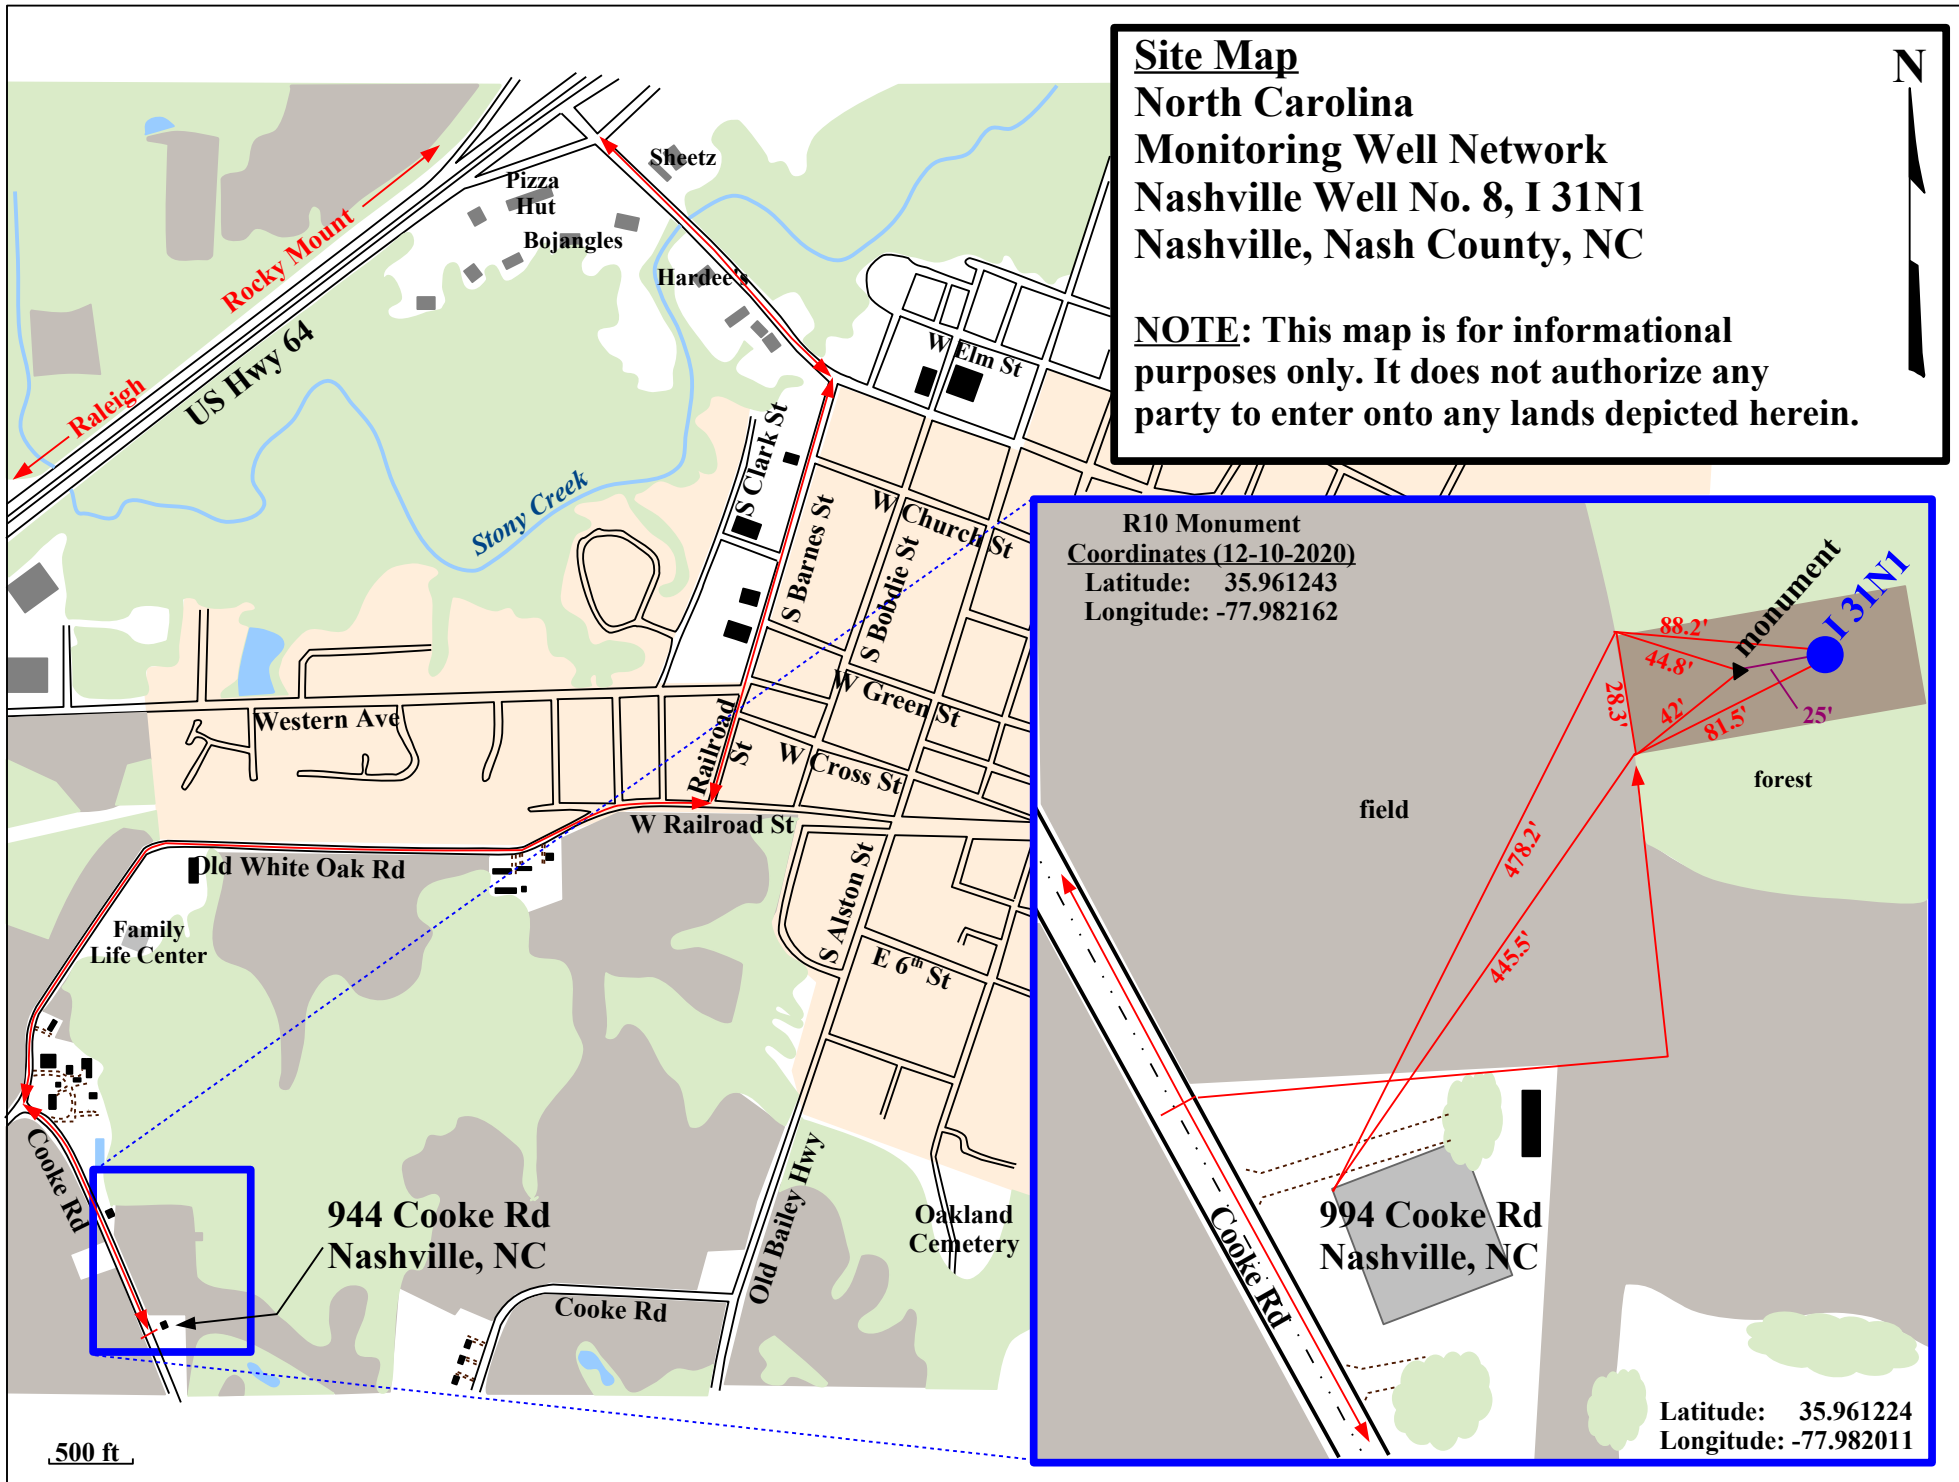 Site Map
North Carolina
Monitoring Well Network
Nashville Well No. 8, I 31N1
Nashville, Nash County, NC
NOTE: This map is for informational
purposes only. It does not authorize any
party to enter onto any lands depicted herein.
N
Sheetz
Pizza
Hut
Bojangles
Hardee's
Rocky Mount
Raleigh
US Hwy 64
Stony Creek
W Elm St
S Clark St
S Barnes St
W Church St
S Bobdie St
W Green St
Western Ave
Railroad
St
W Cross St
W Railroad St
Old White Oak Rd
Family
Life Center
S Alston St
E 6th St
Cooke Rd
944 Cooke Rd
Nashville, NC
Cooke Rd
Old Bailey Hwy
Oakland
Cemetery
500 ft
R10 Monument
Coordinates (12-10-2020)
Latitude: 35.961243
Longitude: -77.982162
monument
I 31N1
88.2'
44.8'
28.3'
42'
81.5'
25'
forest
field
478.2'
445.5'
994 Cooke Rd
Nashville, NC
Cooke Rd
Latitude: 35.961224
Longitude: -77.982011